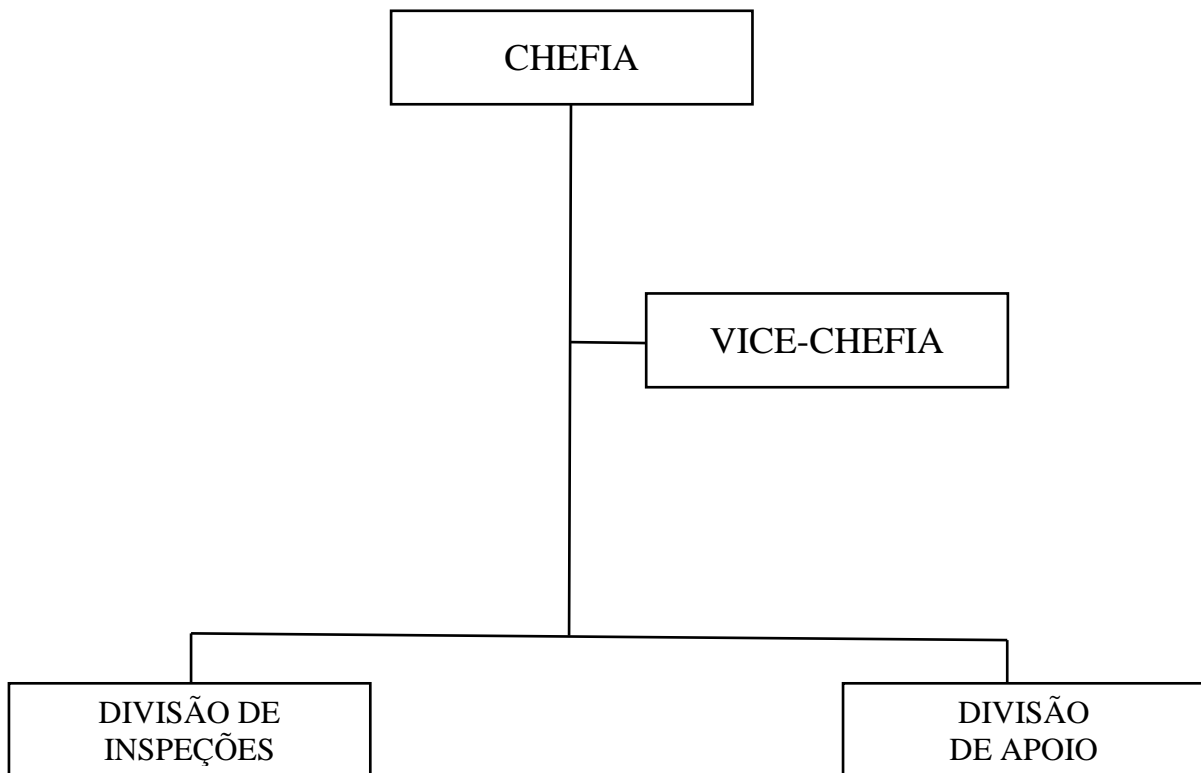 CHEFIA
VICE-CHEFIA
DIVISÃO DE
INSPEÇÕES
DIVISÃO
DE APOIO